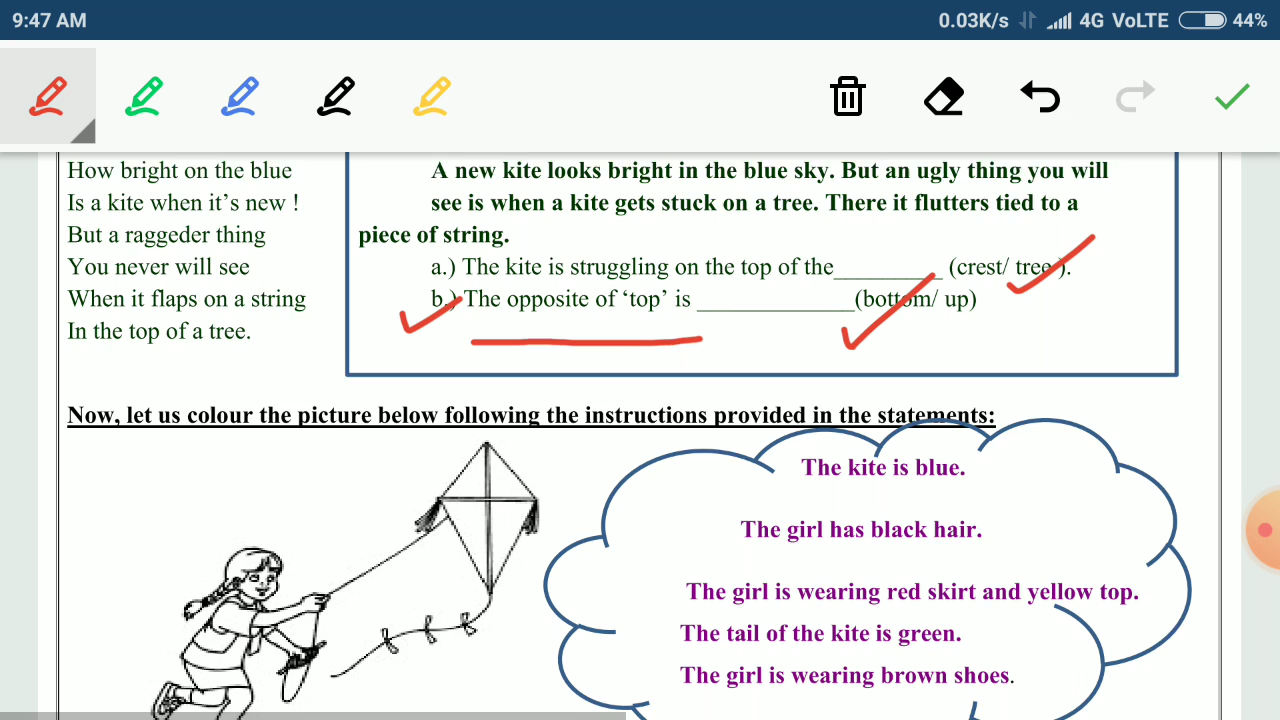 9:47 AM
0.03K/s 4G VoLTE 44%
How bright on the blue
Is a kite when it's new !
But a raggeder thing
You never will see
When it flaps on a string
In the top of a tree.
A new kite looks bright in the blue sky. But an ugly thing you will
see is when a kite gets stuck on a tree. There it flutters tied to a
piece of string.
a.) The kite is struggling on the top of the_________ (crest/ tree ).
b.) The opposite of ‘top’ is _____________(bottom/ up)
Now, let us colour the picture below following the instructions provided in the statements:
The kite is blue.
The girl has black hair.
The girl is wearing red skirt and yellow top.
The tail of the kite is green.
The girl is wearing brown shoes.